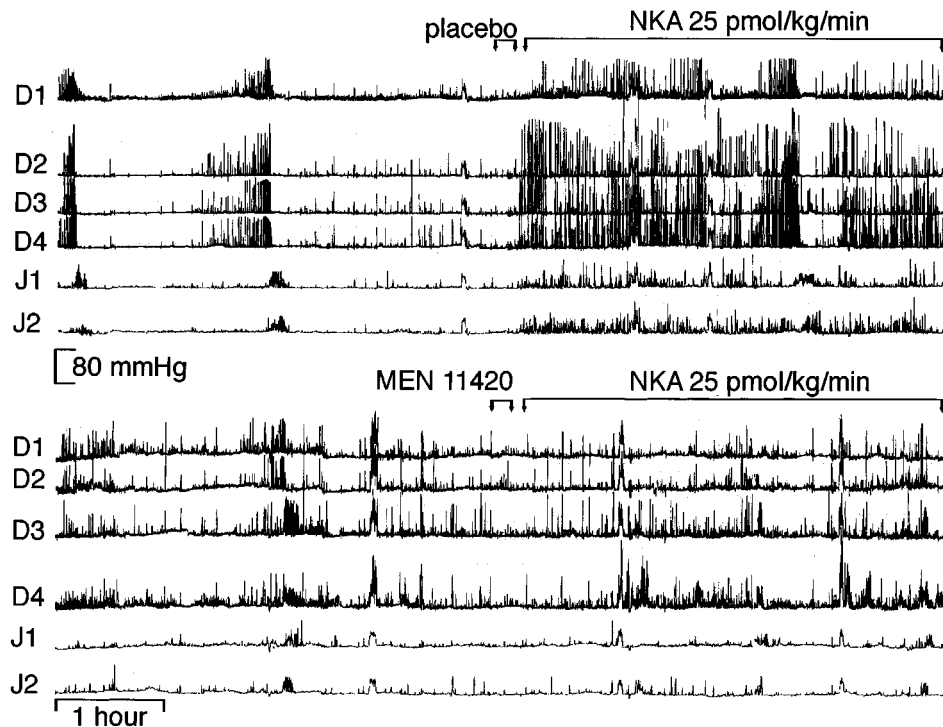 placebo NKA 25 pmol/kg/min
D1
D2
D3
D4
J1
J2
80 mmHg
MEN 11420 NKA 25 pmol/kg/min
D1
D2
D3
D4
J1
J2
1 hour